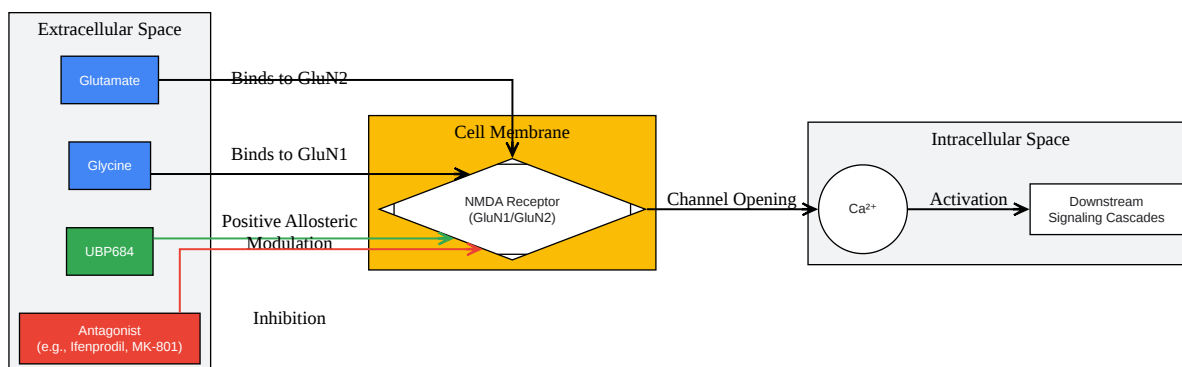 Extracellular Space
Glutamate
Binds to GluN2
Glycine
Binds to GluN1
UBP684
Positive Allosteric
Modulation
Antagonist
(e.g., Ifenprodil, MK-801)
Inhibition
Cell Membrane
NMDA Receptor
(GluN1/GluN2)
Channel Opening
Intracellular Space
Ca²⁺
Activation
Downstream
Signaling Cascades